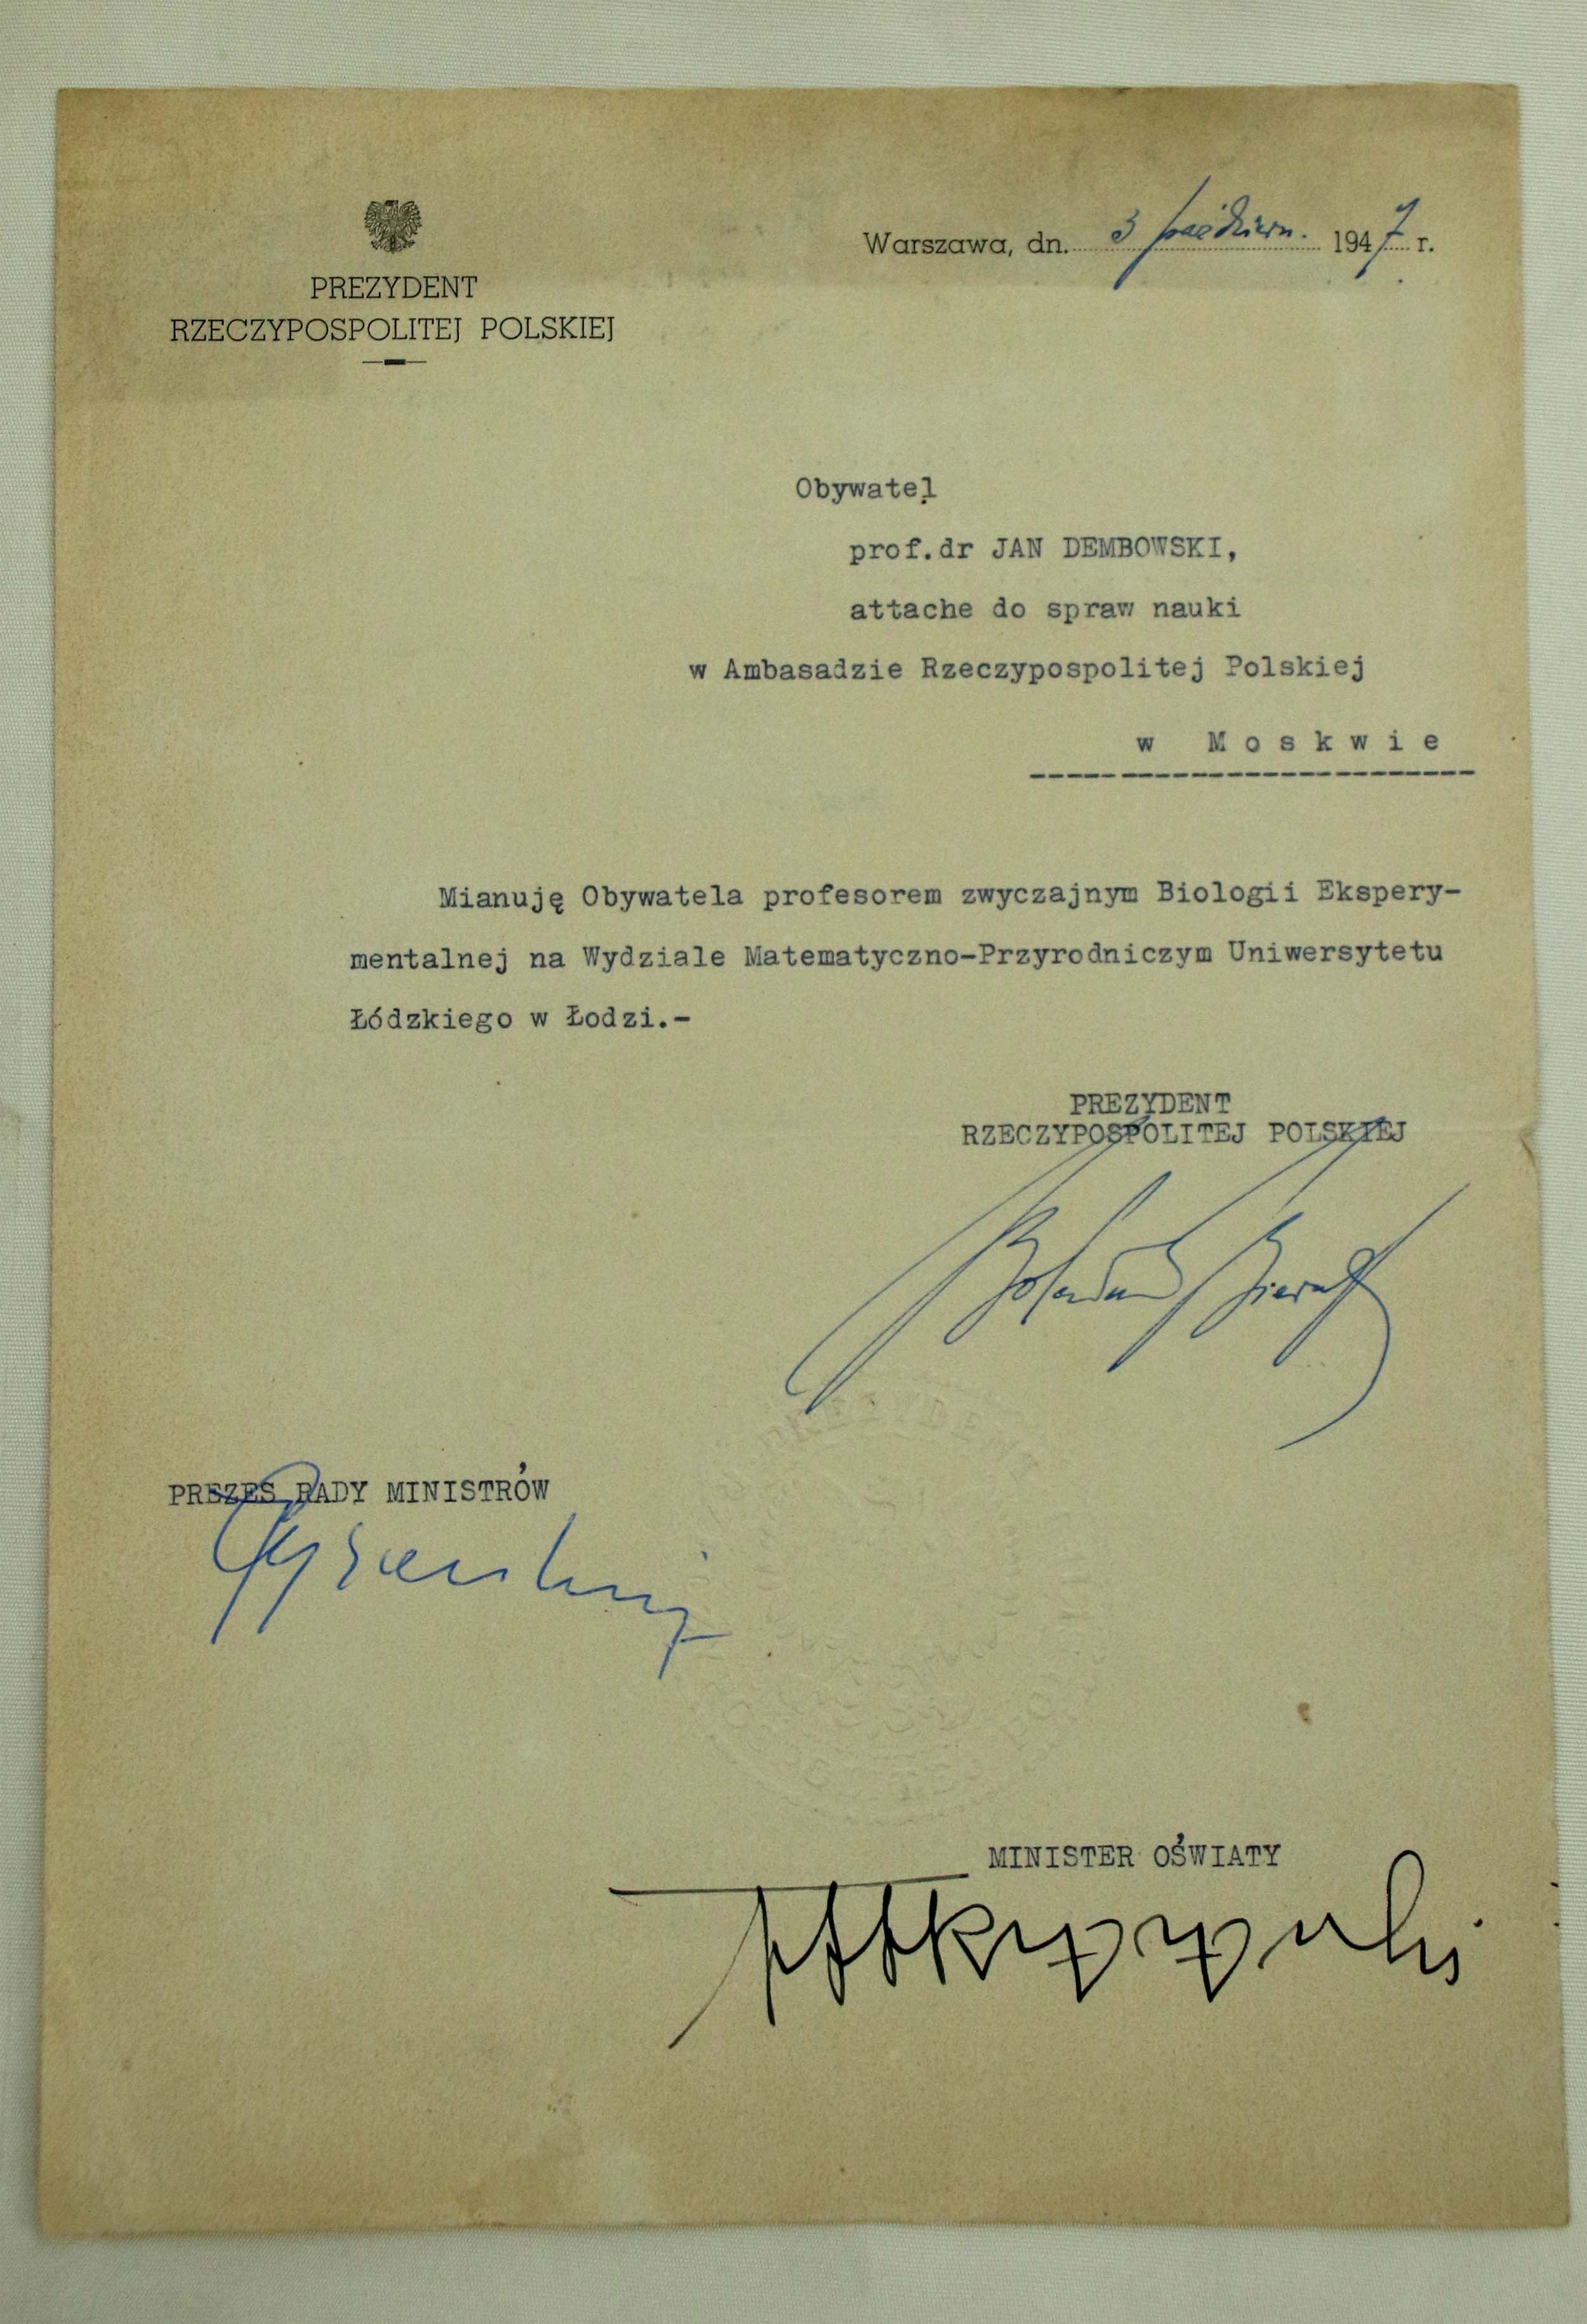 PREZYDENT
RZECZYPOSPOLITEJ POLSKIEJ
Warszawa, dn. 3 październ. 1947 r.
Obywatel
prof.dr JAN DEMBOWSKI,
attache do spraw nauki
w Ambasadzie Rzeczypospolitej Polskiej
w Moskwie
Mianuję Obywatela profesorem zwyczajnym Biologii Ekspery-
mentalnej na Wydziale Matematyczno-Przyrodniczym Uniwersytetu
Łódzkiego w Łodzi.-
PREZYDENT
RZECZYPOSPOLITEJ POLSKIEJ
Bolesław Bierut
PREZES RADY MINISTRÓW
MINISTER OŚWIATY